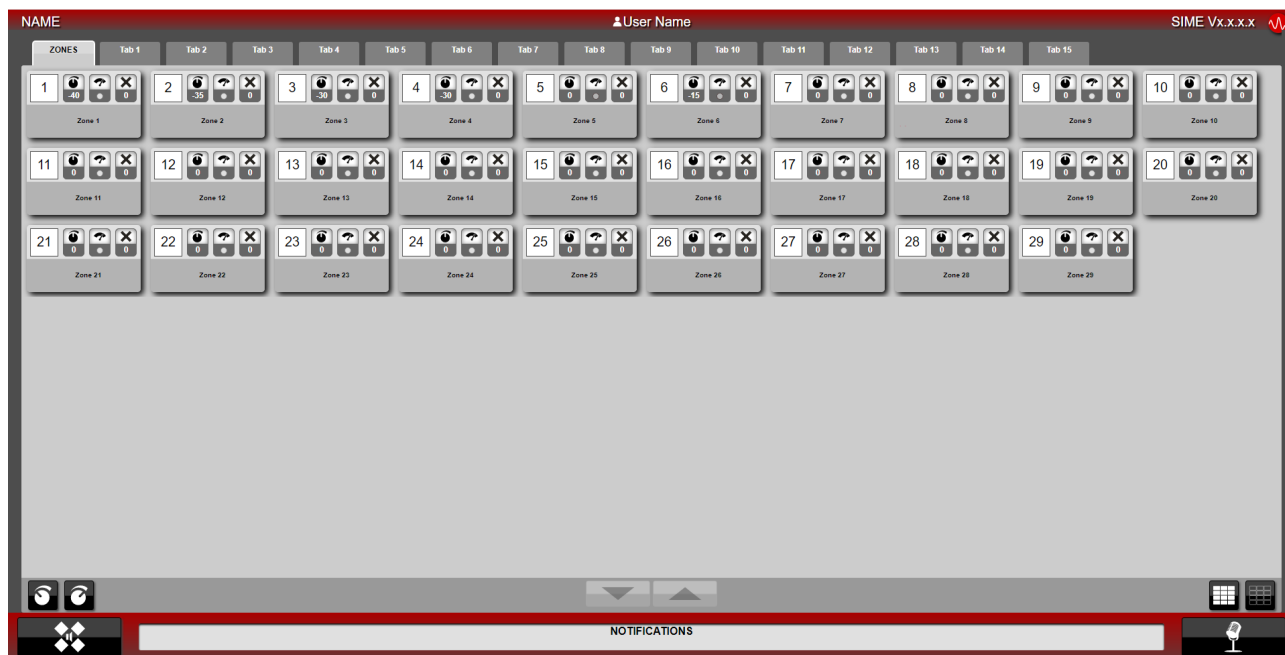 NAME User Name SIME Vx.x.x.x
ZONES Tab 1 Tab 2 Tab 3 Tab 4 Tab 5 Tab 6 Tab 7 Tab 8 Tab 9 Tab 10 Tab 11 Tab 12 Tab 13 Tab 14 Tab 15
1 2 3 4 5 6 7 8 9 10
-40 0 -35 0 -30 0 -30 0 0 0 -15 0 0 0 0 0 0 0 0 0
Zone 1 Zone 2 Zone 3 Zone 4 Zone 5 Zone 6 Zone 7 Zone 8 Zone 9 Zone 10
11 12 13 14 15 16 17 18 19 20
0 0 0 0 0 0 0 0 0 0 0 0 0 0 0 0 0 0 0 0
Zone 11 Zone 12 Zone 13 Zone 14 Zone 15 Zone 16 Zone 17 Zone 18 Zone 19 Zone 20
21 22 23 24 25 26 27 28 29
0 0 0 0 0 0 0 0 0 0 0 0 0 0 0 0 0 0
Zone 21 Zone 22 Zone 23 Zone 24 Zone 25 Zone 26 Zone 27 Zone 28 Zone 29
NOTIFICATIONS